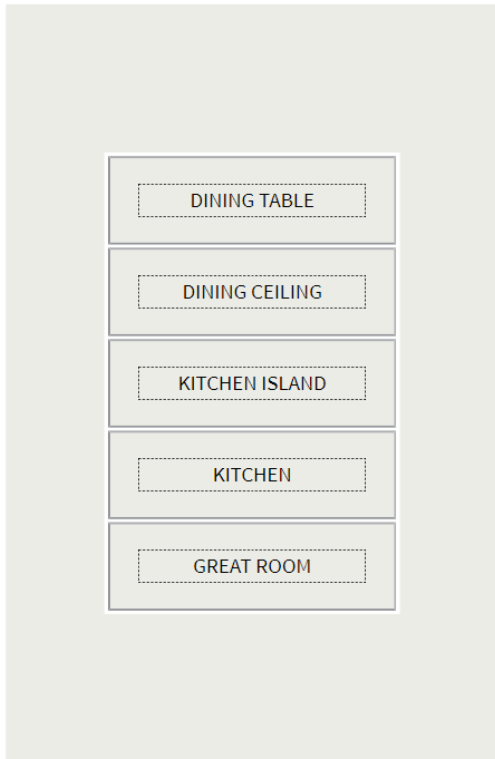 DINING TABLE
DINING CEILING
KITCHEN ISLAND
KITCHEN
GREAT ROOM